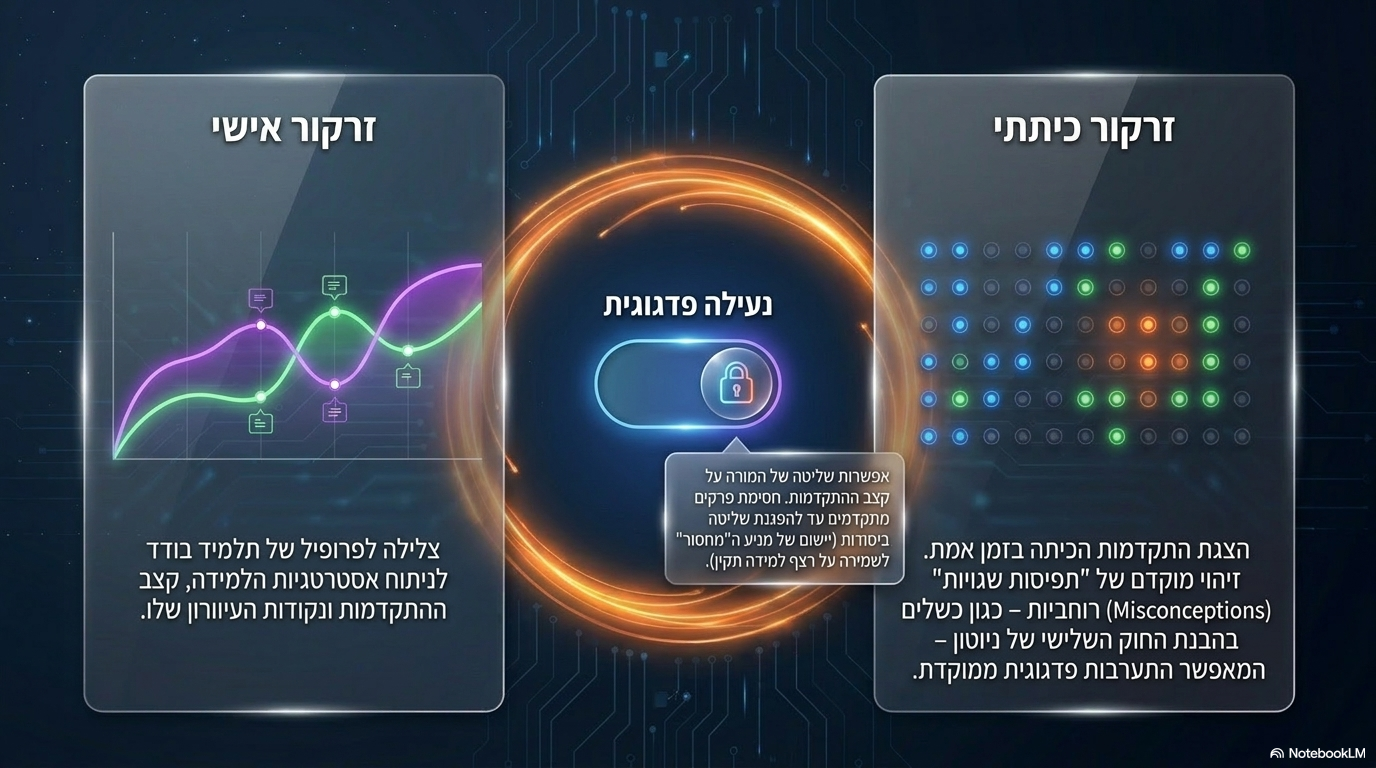 זרקור כיתתי
הצגת התקדמות הכיתה בזמן אמת.
זיהוי מוקדם של "תפיסות שגויות"
(Misconceptions) רוחביות – כגון כשלים
בהבנת החוק השלישי של ניוטון –
המאפשר התערבות פדגוגית ממוקדת.
נעילה פדגוגית
אפשרות שליטה של המורה על
קצב ההתקדמות. חסימת פרקים
מתקדמים עד להפגנת שליטה
ביסודות (יישום של מניע ה"מחסור"
לשמירה על רצף למידה תקין).
זרקור אישי
צלילה לפרופיל של תלמיד בודד
לניתוח אסטרטגיות הלמידה, קצב
ההתקדמות ונקודות העיוורון שלו.
NotebookLM